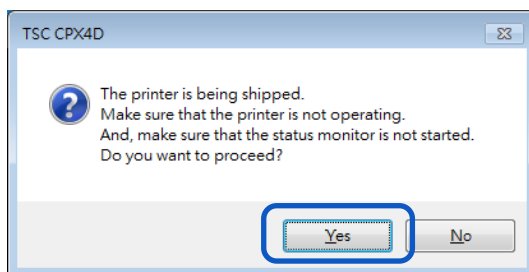 TSC CPX4D
The printer is being shipped.
Make sure that the printer is not operating.
And, make sure that the status monitor is not started.
Do you want to proceed?
Yes
No